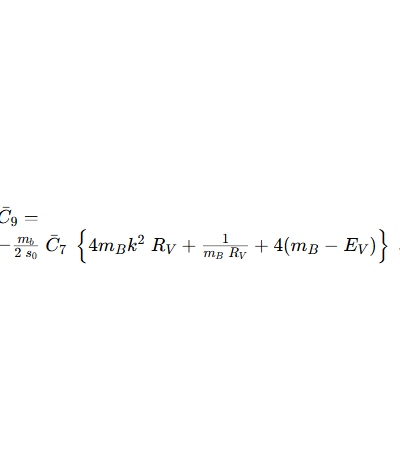 C̄₉ =
−m_b/(2 s₀) C̄₇ {4m_B k² R_V + 1/(m_B R_V) + 4(m_B − E_V)}